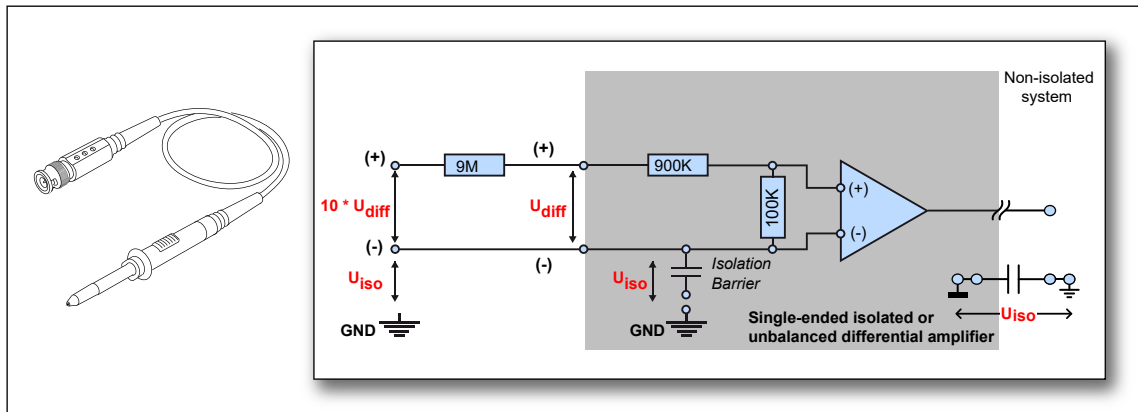 Non-isolated
system
(+)
9M
(+)
900K
100K
(+)
(-)
10 * Udiff
Udiff
(-)
(-)
Uiso
Uiso
Isolation
Barrier
GND
GND
Single-ended isolated or
unbalanced differential amplifier
Uiso